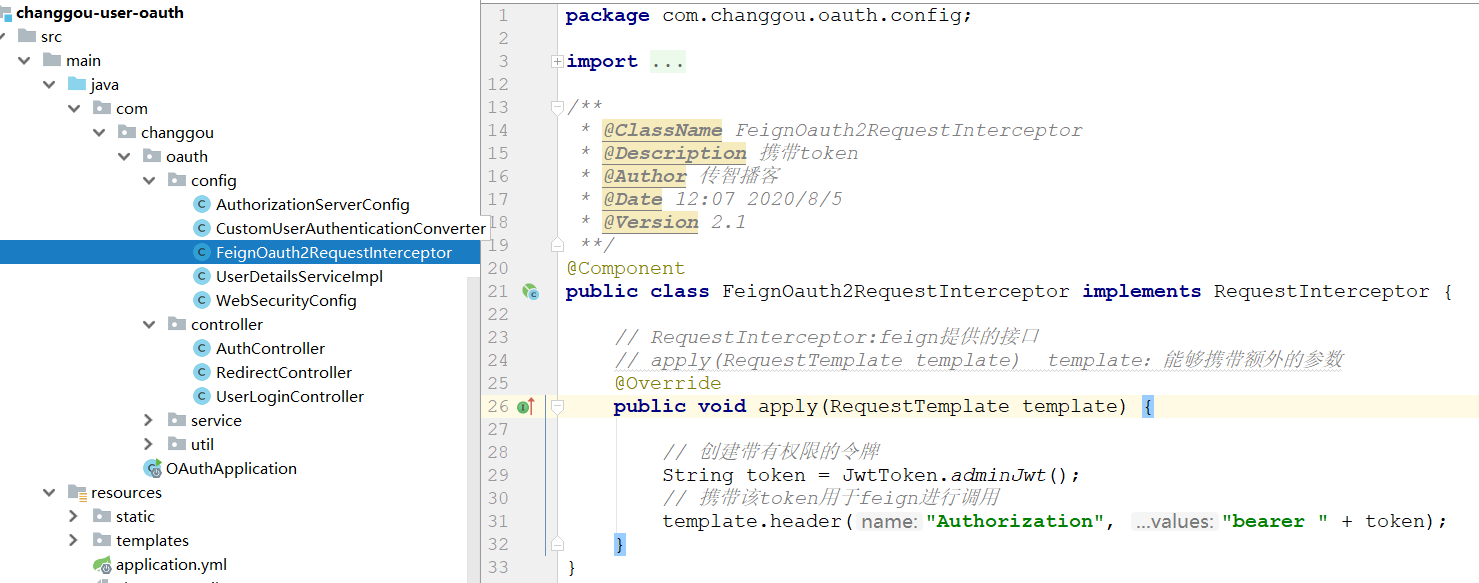 changgou-user-oauth
src
main
java
com
changgou
oauth
config
AuthorizationServerConfig
CustomUserAuthenticationConverter
FeignOauth2RequestInterceptor
UserDetailsServiceImpl
WebSecurityConfig
controller
AuthController
RedirectController
UserLoginController
service
util
OAuthApplication
resources
static
templates
application.yml
1 package com.changgou.oauth.config;
2
3 import ...
12
13 /**
14 * @ClassName FeignOauth2RequestInterceptor
15 * @Description 携带token
16 * @Author 传智播客
17 * @Date 12:07 2020/8/5
18 * @Version 2.1
19 **/
20 @Component
21 public class FeignOauth2RequestInterceptor implements RequestInterceptor {
22
23 // RequestInterceptor:feign提供的接口
24 // apply(RequestTemplate template) template: 能够携带额外的参数
25 @Override
26 public void apply(RequestTemplate template) {
27
28 // 创建带有权限的令牌
29 String token = JwtToken.adminJwt();
30 // 携带该token用于feign进行调用
31 template.header( name: "Authorization", ...values: "bearer " + token);
32 }
33 }